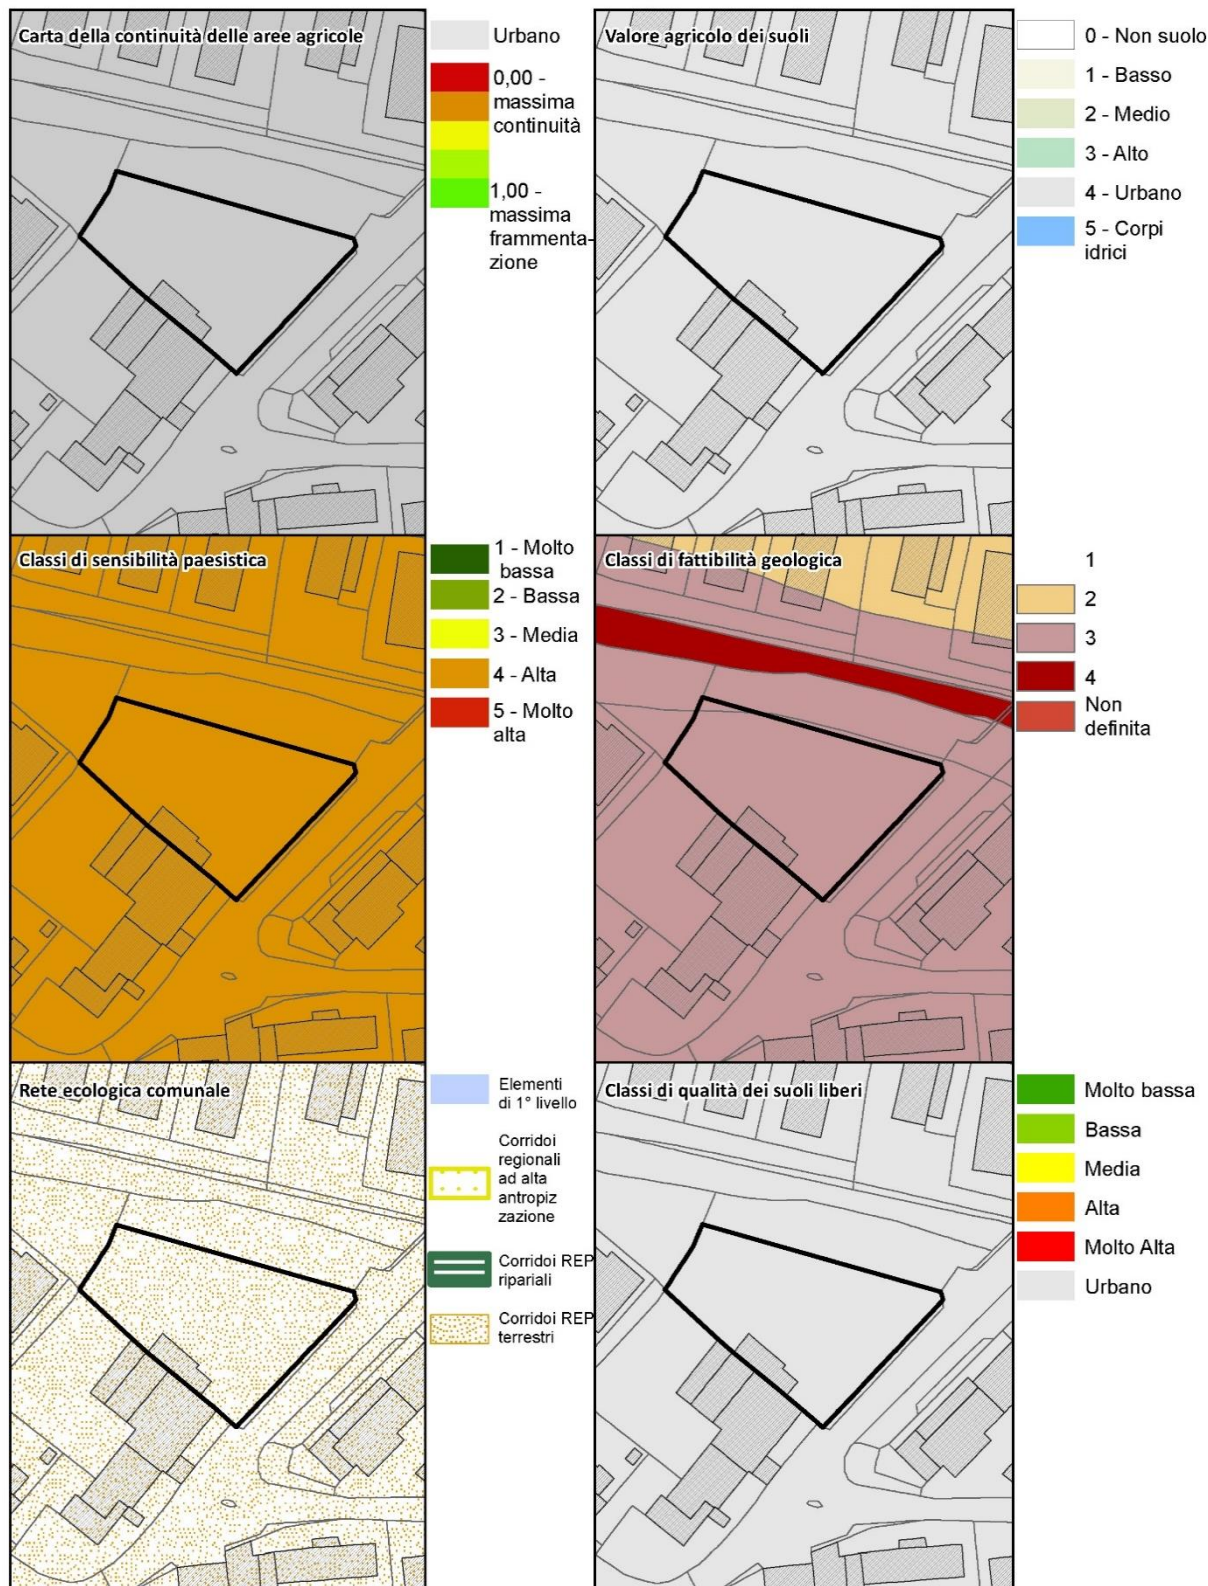 Carta della continuità delle aree agricole
Urbano
0,00 -
massima
continuità
1,00 -
massima
frammenta-
zione
Valore agricolo dei suoli
0 - Non suolo
1 - Basso
2 - Medio
3 - Alto
4 - Urbano
5 - Corpi
idrici
Classi di sensibilità paesistica
1 - Molto
bassa
2 - Bassa
3 - Media
4 - Alta
5 - Molto
alta
Classi di fattibilità geologica
1
2
3
4
Non
definita
Rete ecologica comunale
Elementi
di 1° livello
Corridoi
regionali
ad alta
antropiz
zazione
Corridoi REP
ripariali
Corridoi REP
terrestri
Classi di qualità dei suoli liberi
Molto bassa
Bassa
Media
Alta
Molto Alta
Urbano